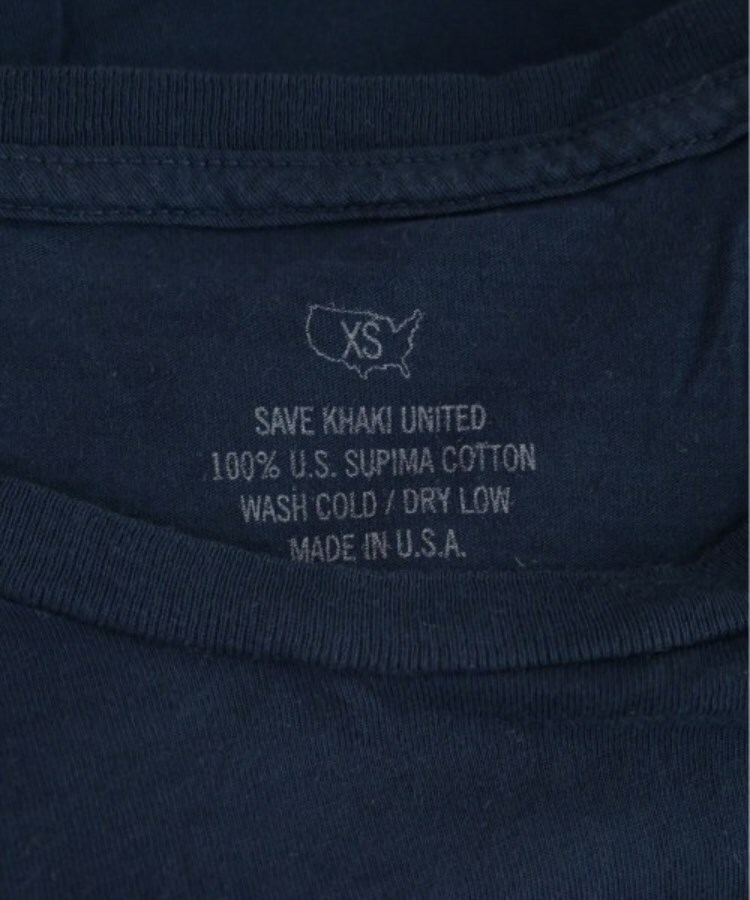 XS
SAVE KHAKI UNITED
100% U.S. SUPIMA COTTON
WASH COLD / DRY LOW
MADE IN U.S.A.